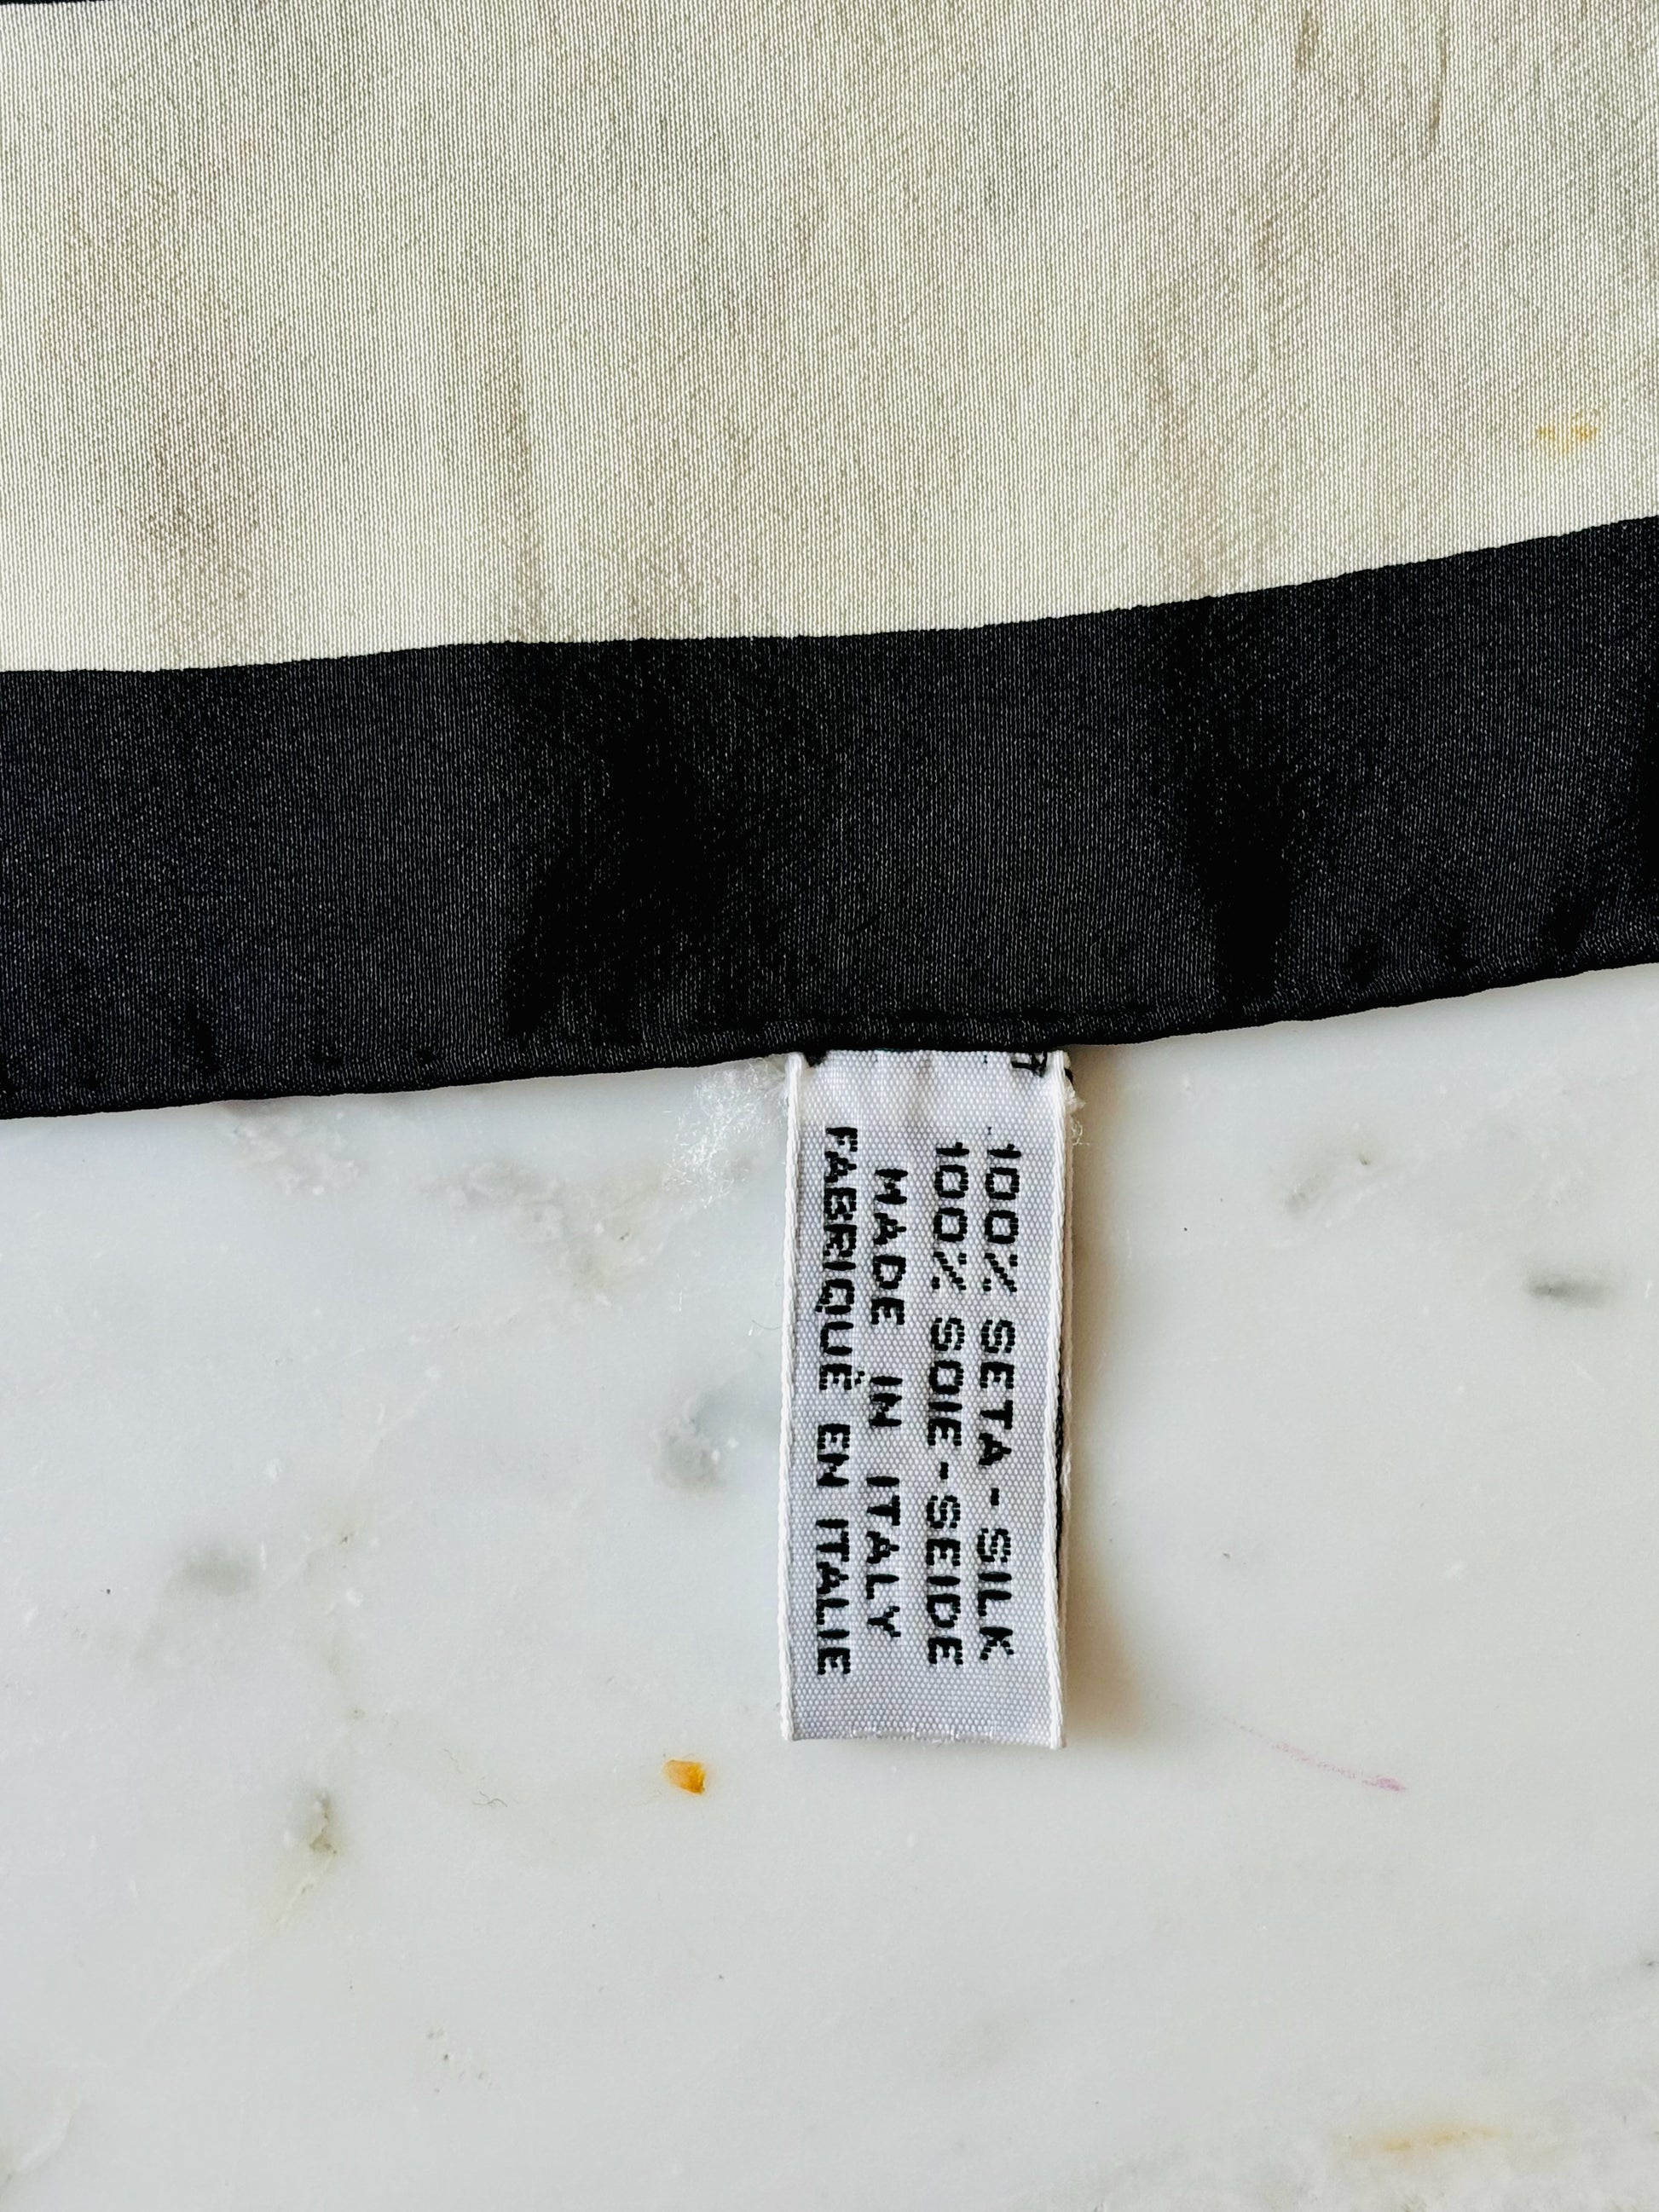 100% SETA-SILK
100% SOIE-SEIDE
MADE IN ITALY
FABRIQUÉ EN ITALIE